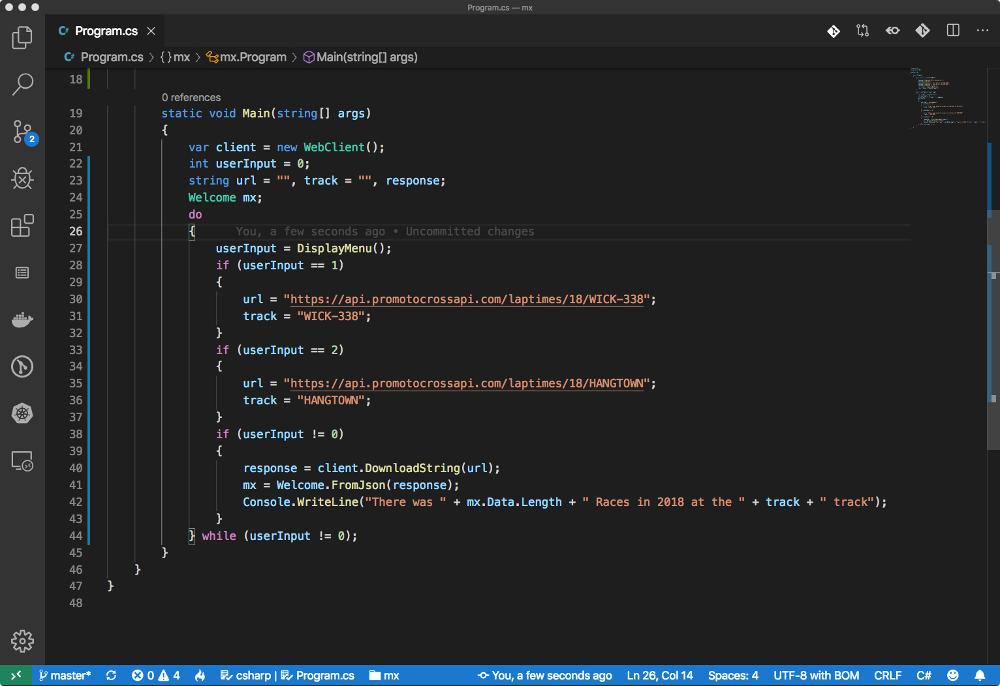 Program.cs — mx
C# Program.cs ×
C# Program.cs > {} mx > mx.Program > Main(string[] args)
18
0 references
19 static void Main(string[] args)
20 {
21 var client = new WebClient();
22 int userInput = 0;
23 string url = "", track = "", response;
24 Welcome mx;
25 do
26 { You, a few seconds ago • Uncommitted changes
27 userInput = DisplayMenu();
28 if (userInput == 1)
29 {
30 url = "https://api.promotocrossapi.com/laptimes/18/WICK-338";
31 track = "WICK-338";
32 }
33 if (userInput == 2)
34 {
35 url = "https://api.promotocrossapi.com/laptimes/18/HANGTOWN";
36 track = "HANGTOWN";
37 }
38 if (userInput != 0)
39 {
40 response = client.DownloadString(url);
41 mx = Welcome.FromJson(response);
42 Console.WriteLine("There was " + mx.Data.Length + " Races in 2018 at the " + track + " track");
43 }
44 } while (userInput != 0);
45 }
46 }
47 }
48
2
master* 0 4 csharp | Program.cs mx You, a few seconds ago Ln 26, Col 14 Spaces: 4 UTF-8 with BOM CRLF C#